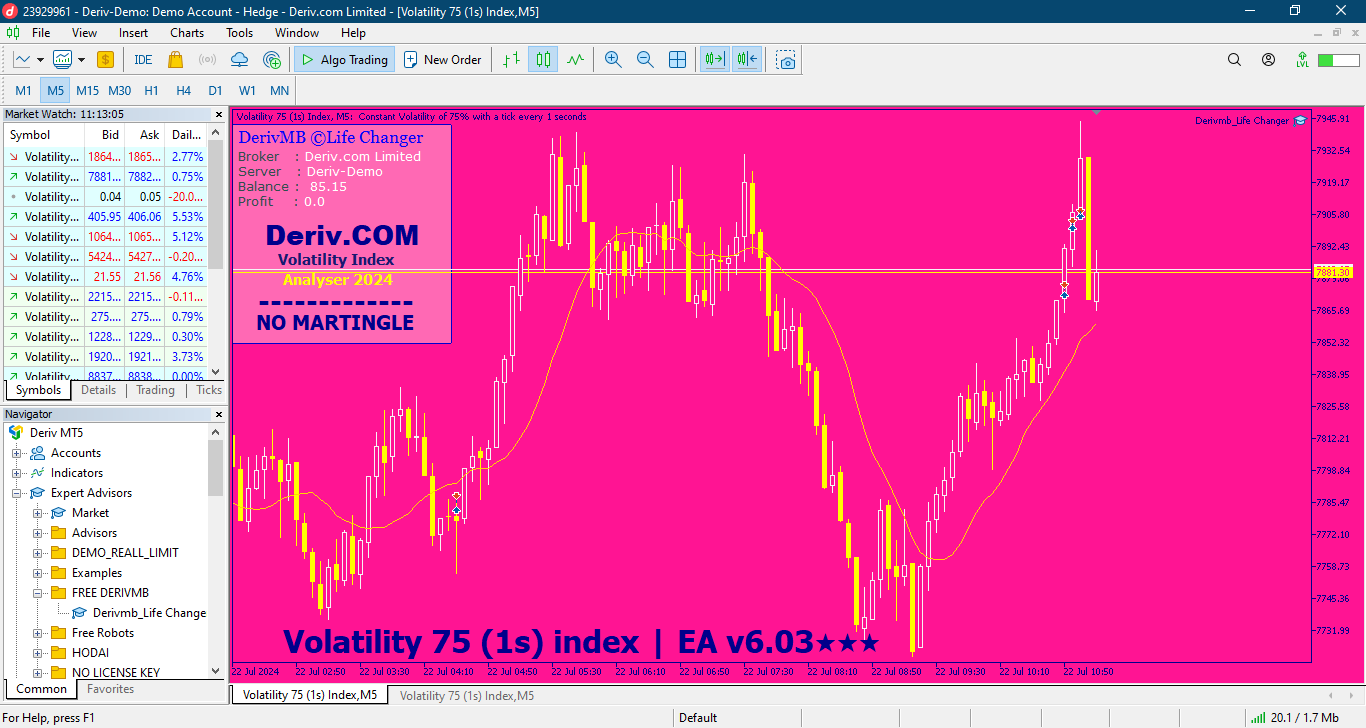 23929961 - Deriv-Demo: Demo Account - Hedge - Deriv.com Limited - [Volatility 75 (1s) Index,M5]
File View Insert Charts Tools Window Help
IDE Algo Trading New Order LVL
M1 M5 M15 M30 H1 H4 D1 W1 MN
Market Watch: 11:13:05
Symbol Bid Ask Dail...
Volatility... 1864... 1865... 2.77%
Volatility... 7881... 7882... 0.75%
Volatility... 0.04 0.05 -20.0...
Volatility... 405.95 406.06 5.53%
Volatility... 1064... 1065... 5.12%
Volatility... 5424... 5427... -0.20...
Volatility... 21.55 21.56 4.76%
Volatility... 2215... 2215... -0.11...
Volatility... 275.... 275.... 0.79%
Volatility... 1228... 1229... 0.30%
Volatility... 1920... 1921... 3.73%
Volatility... 8837... 8838... 0.00%
Symbols Details Trading Ticks
Navigator
Deriv MT5
Accounts
Indicators
Expert Advisors
Market
Advisors
DEMO_REALL_LIMIT
Examples
FREE DERIVMB
Derivmb_Life Change
Free Robots
HODAI
NO LICENSE KEY
Common Favorites
Volatility 75 (1s) Index, M5: Constant Volatility of 75% with a tick every 1 seconds
Derivmb_Life Changer
DerivMB ©Life Changer
Broker : Deriv.com Limited
Server : Deriv-Demo
Balance : 85.15
Profit : 0.0
Deriv.COM
Volatility Index
Analyser 2024
-------------
NO MARTINGLE
Volatility 75 (1s) index | EA v6.03★★★
7945.91
7932.54
7919.17
7905.80
7892.43
7881.30
7865.69
7852.32
7838.95
7825.58
7812.21
7798.84
7785.47
7772.10
7758.73
7745.36
7731.99
22 Jul 2024 22 Jul 02:50 22 Jul 03:30 22 Jul 04:10 22 Jul 04:50 22 Jul 05:30 22 Jul 06:10 22 Jul 06:50 22 Jul 07:30 22 Jul 08:10 22 Jul 08:50 22 Jul 09:30 22 Jul 10:10 22 Jul 10:50
Volatility 75 (1s) Index,M5 Volatility 75 (1s) Index,M5
For Help, press F1 Default 20.1 / 1.7 Mb